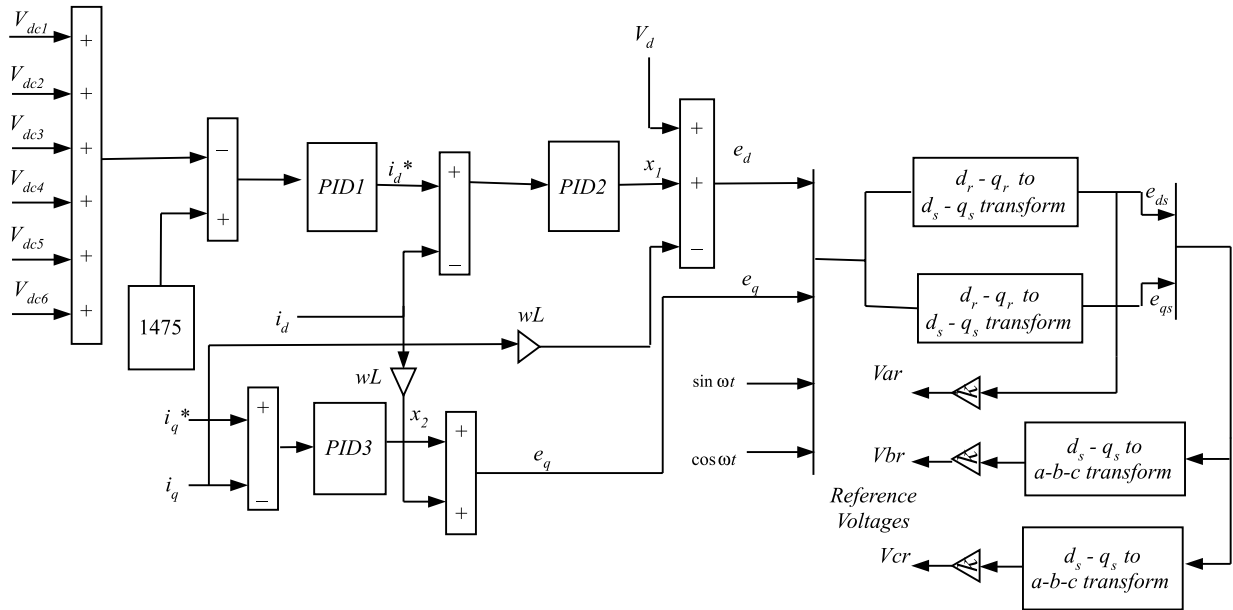 V_dc1
+
V_dc2
+
V_dc3
+
V_dc4
+
V_dc5
+
V_dc6
+
1475
−
+
PID1
i_d*
+
−
PID2
x_1
V_d
+
+
−
e_d
i_d
wL
wL
i_q*
i_q
+
−
PID3
x_2
+
+
e_q
e_q
sin ωt
cos ωt
d_r - q_r to
d_s - q_s transform
d_r - q_r to
d_s - q_s transform
e_ds
e_qs
Var
k
Vbr
k
d_s - q_s to
a-b-c transform
Reference
Voltages
Vcr
k
d_s - q_s to
a-b-c transform